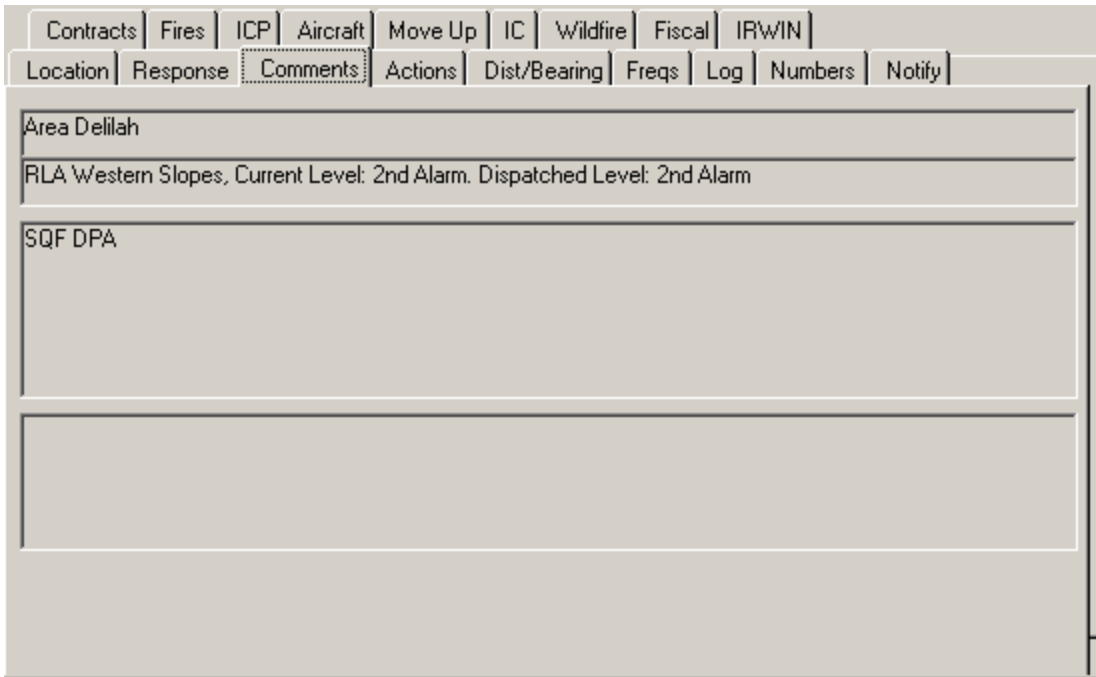 Contracts Fires ICP Aircraft Move Up IC Wildfire Fiscal IRWIN
Location Response Comments Actions Dist/Bearing Freqs Log Numbers Notify
Area Delilah
RLA Western Slopes, Current Level: 2nd Alarm. Dispatched Level: 2nd Alarm
SQF DPA